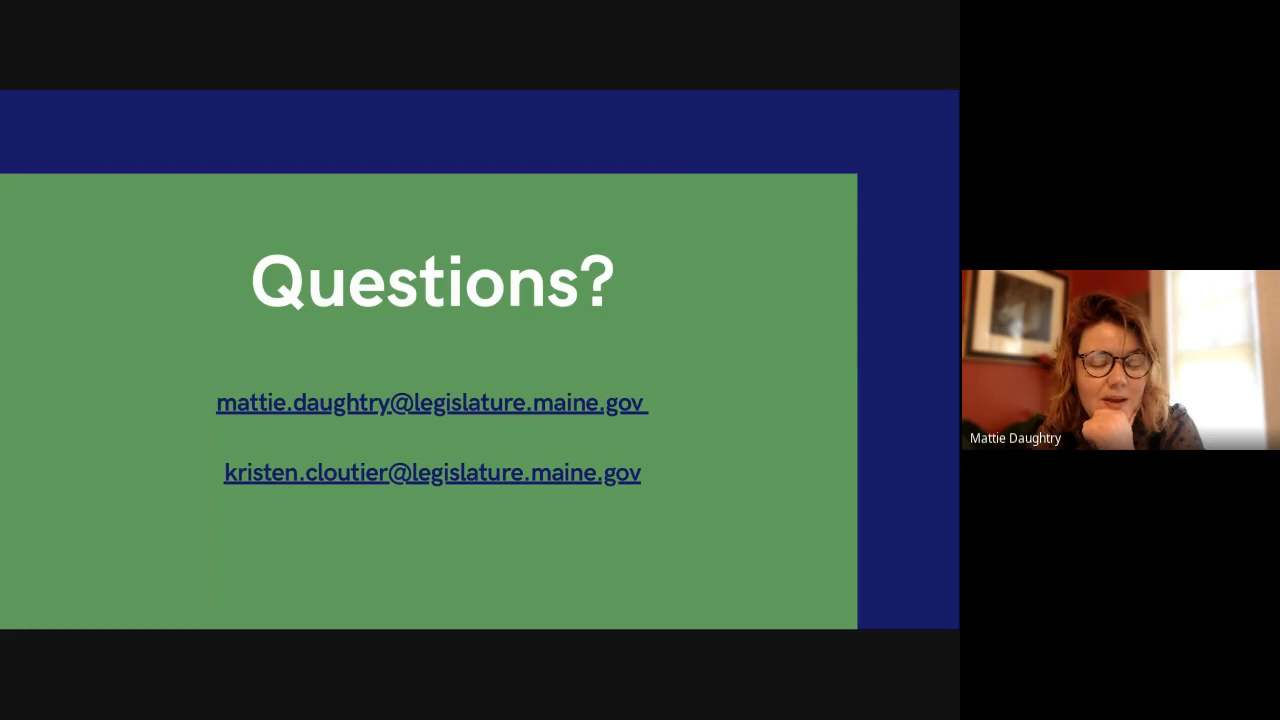 Questions?
mattie.daughtry@legislature.maine.gov
kristen.cloutier@legislature.maine.gov
Mattie Daughtry